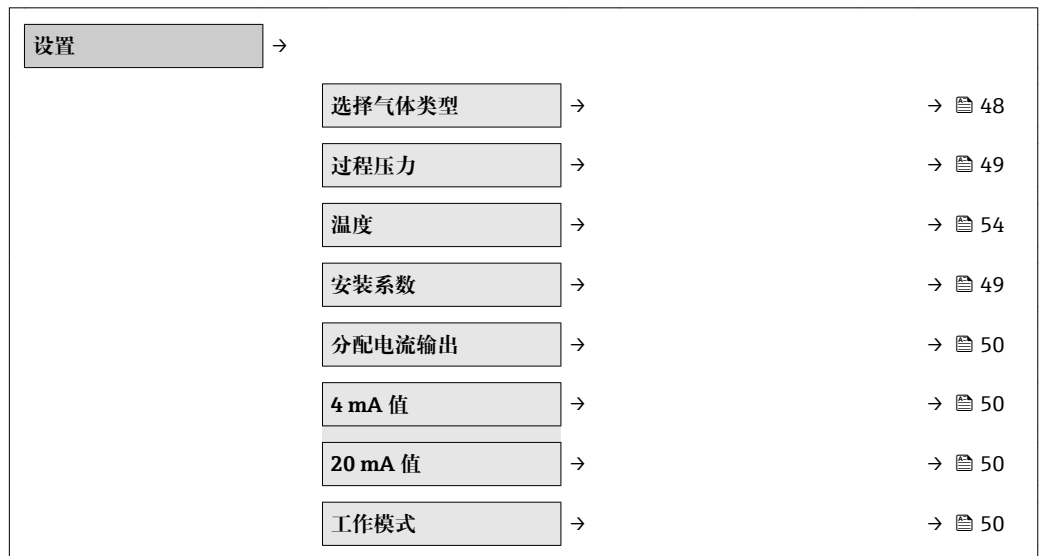 设置 →
选择气体类型 → → 48
过程压力 → → 49
温度 → → 54
安装系数 → → 49
分配电流输出 → → 50
4 mA 值 → → 50
20 mA 值 → → 50
工作模式 → → 50